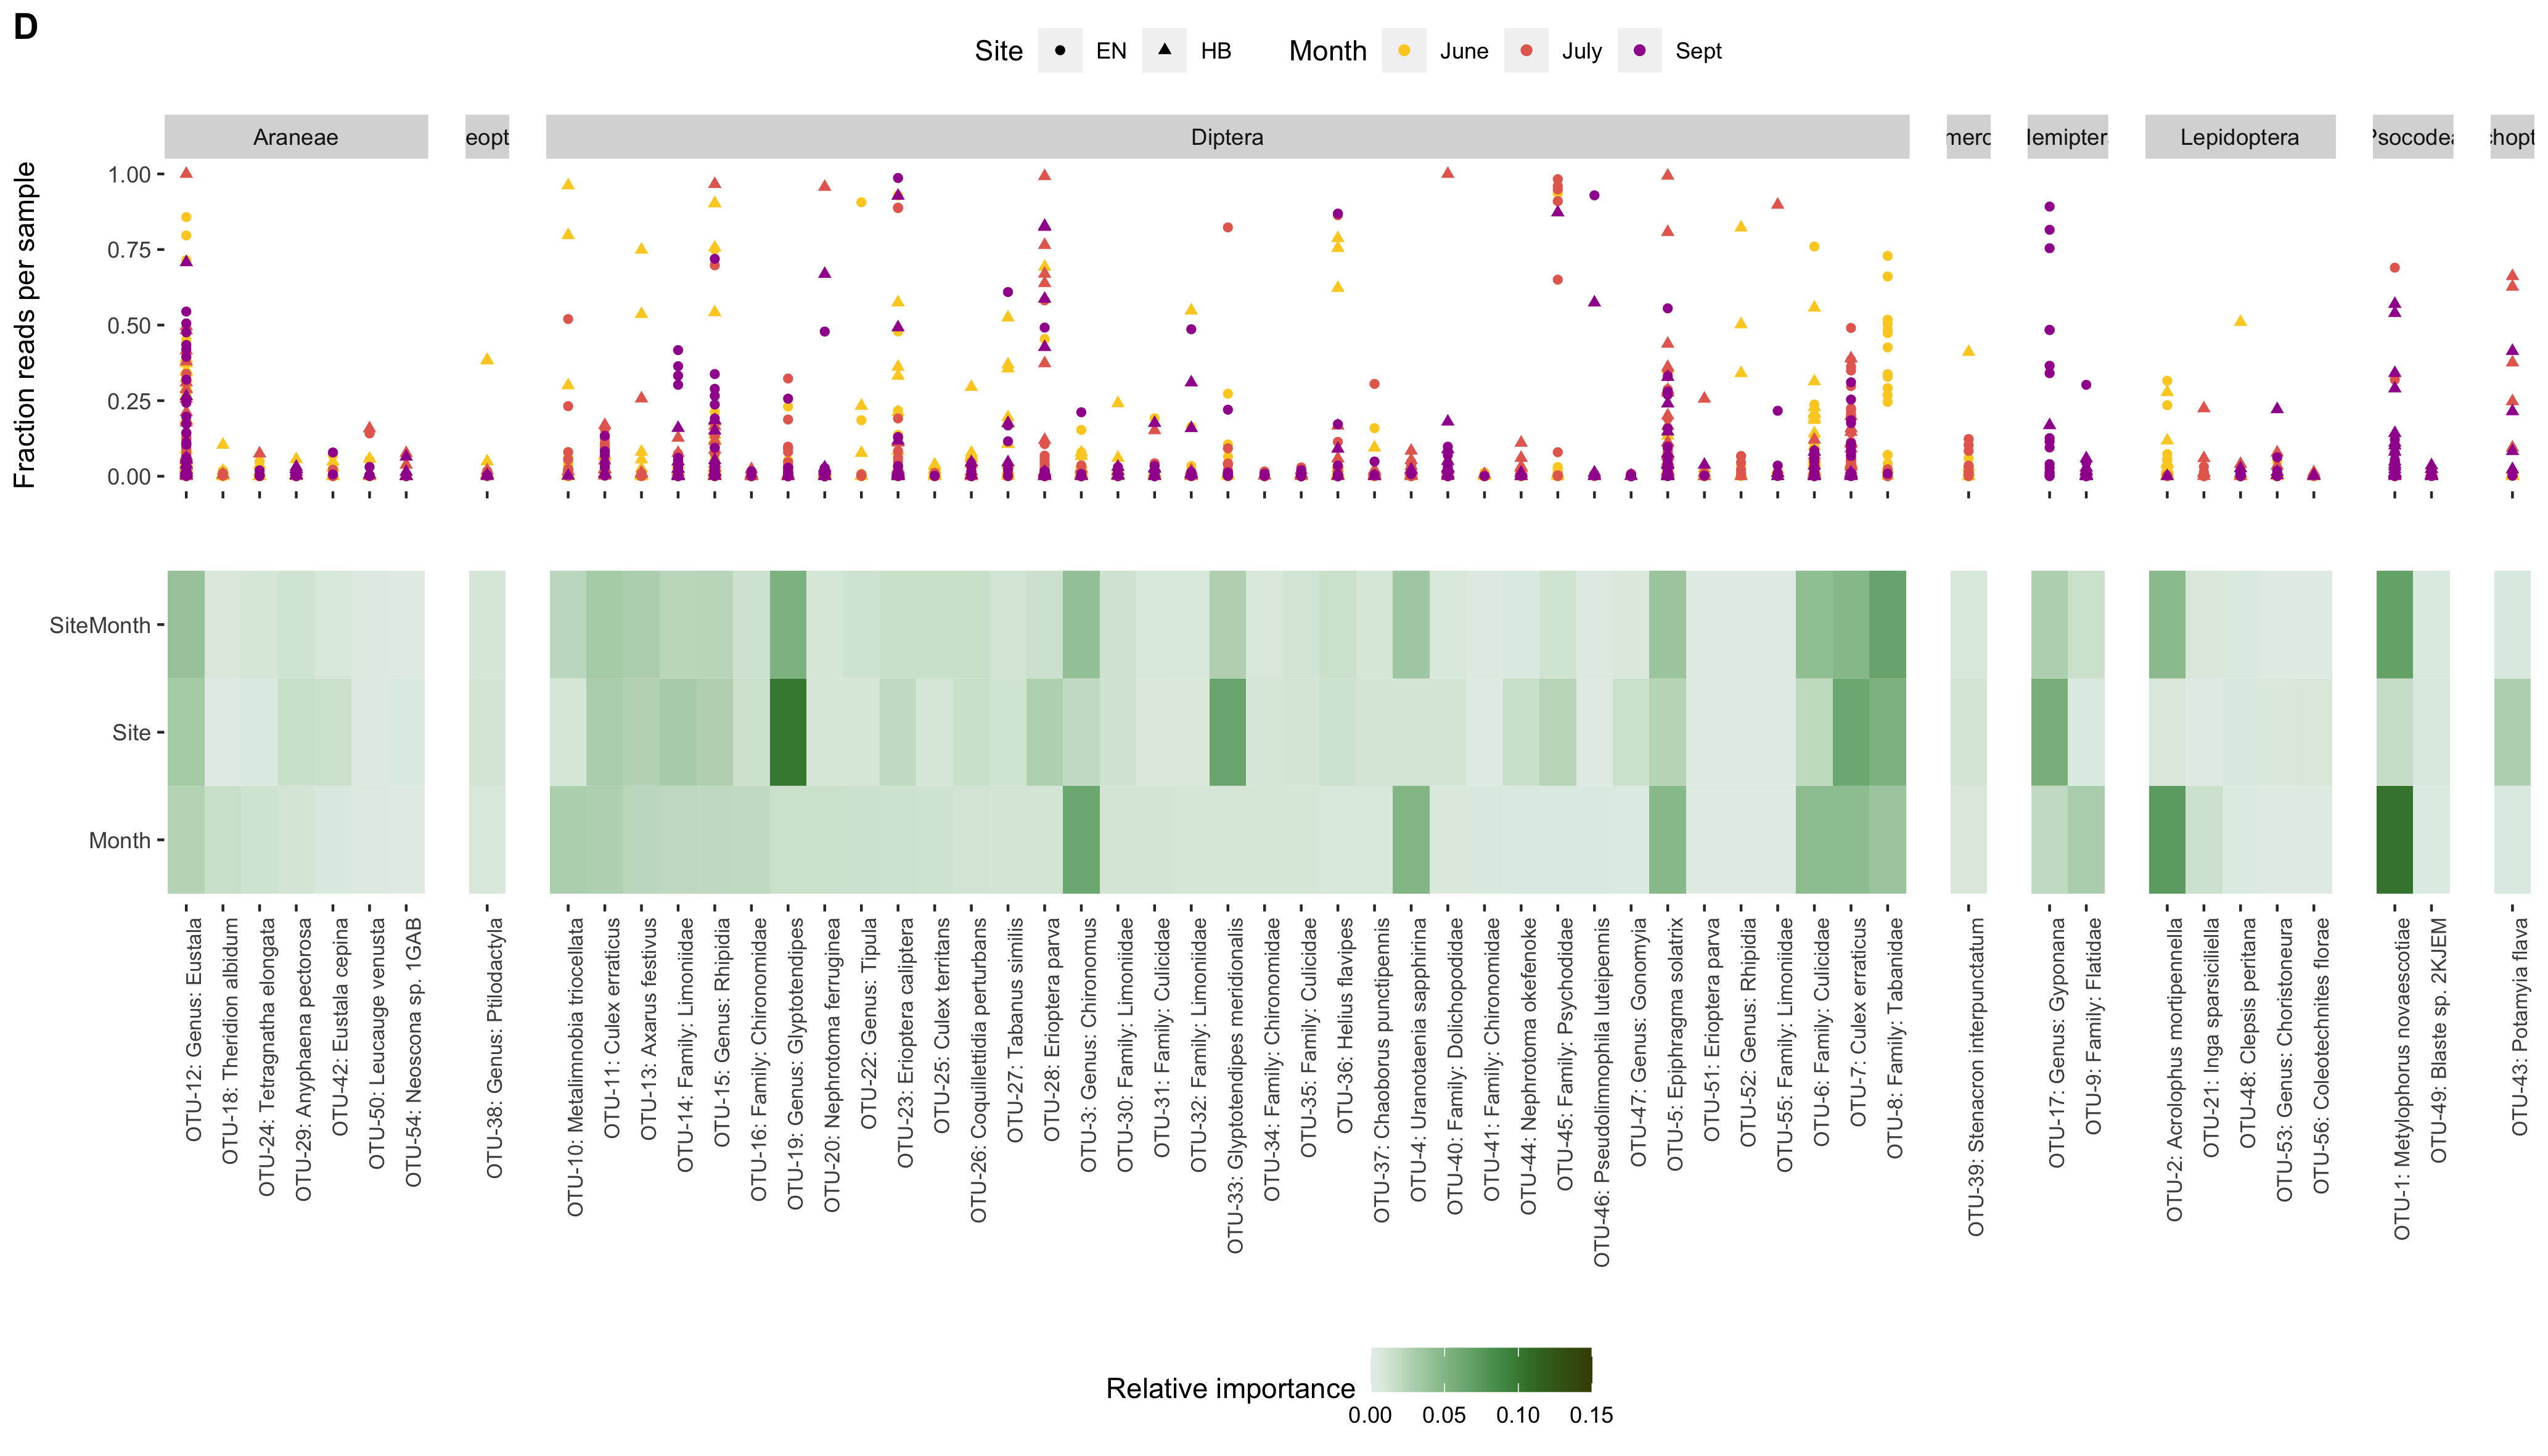 D
Site EN HB Month June July Sept
Araneae eopt Diptera merc Hemipter Lepidoptera Psocodea chopt
Fraction reads per sample
1.00
0.75
0.50
0.25
0.00
SiteMonth
Site
Month
OTU-12: Genus: Eustala
OTU-18: Theridion albidum
OTU-24: Tetragnatha elongata
OTU-29: Anyphaena pectorosa
OTU-42: Eustala cepina
OTU-50: Leucauge venusta
OTU-54: Neoscona sp. 1GAB
OTU-38: Genus: Ptilodactyla
OTU-10: Metalimnobia triocellata
OTU-11: Culex erraticus
OTU-13: Axarus festivus
OTU-14: Family: Limoniidae
OTU-15: Genus: Rhipidia
OTU-16: Family: Chironomidae
OTU-19: Genus: Glyptotendipes
OTU-20: Nephrotoma ferruginea
OTU-22: Genus: Tipula
OTU-23: Erioptera caliptera
OTU-25: Culex territans
OTU-26: Coquillettidia perturbans
OTU-27: Tabanus similis
OTU-28: Erioptera parva
OTU-3: Genus: Chironomus
OTU-30: Family: Limoniidae
OTU-31: Family: Culicidae
OTU-32: Family: Limoniidae
OTU-33: Glyptotendipes meridionalis
OTU-34: Family: Chironomidae
OTU-35: Family: Culicidae
OTU-36: Helius flavipes
OTU-37: Chaoborus punctipennis
OTU-4: Uranotaenia sapphirina
OTU-40: Family: Dolichopodidae
OTU-41: Family: Chironomidae
OTU-44: Nephrotoma okefenoke
OTU-45: Family: Psychodidae
OTU-46: Pseudolimnophila luteipennis
OTU-47: Genus: Gonomyia
OTU-5: Epiphragma solatrix
OTU-51: Erioptera parva
OTU-52: Genus: Rhipidia
OTU-55: Family: Limoniidae
OTU-6: Family: Culicidae
OTU-7: Culex erraticus
OTU-8: Family: Tabanidae
OTU-39: Stenacron interpunctatum
OTU-17: Genus: Gyponana
OTU-9: Family: Flatidae
OTU-2: Acrolophus mortipennella
OTU-21: Inga sparsiciliella
OTU-48: Clepsis peritana
OTU-53: Genus: Choristoneura
OTU-56: Coleotechnites florae
OTU-1: Metylophorus novaescotiae
OTU-49: Blaste sp. 2KJEM
OTU-43: Potamyia flava
Relative importance
0.00 0.05 0.10 0.15